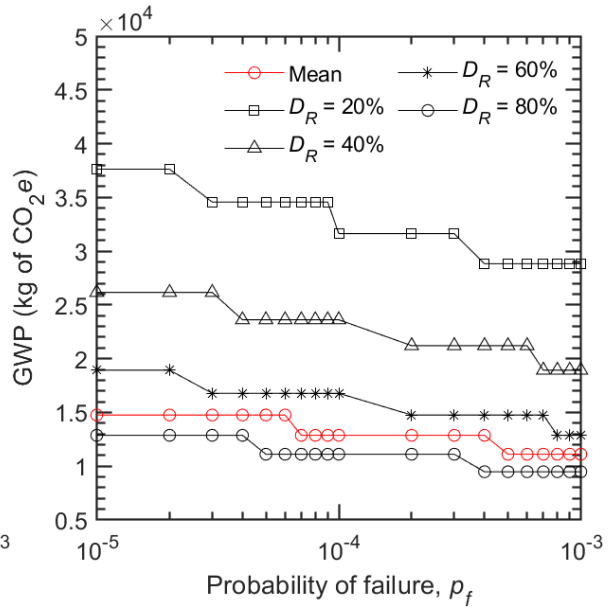 ×10⁴
5
4.5
4
3.5
3
2.5
2
1.5
1
0.5
GWP (kg of CO₂e)
Mean
D_R = 20%
D_R = 40%
D_R = 60%
D_R = 80%
3
10⁻⁵
10⁻⁴
10⁻³
Probability of failure, p_f